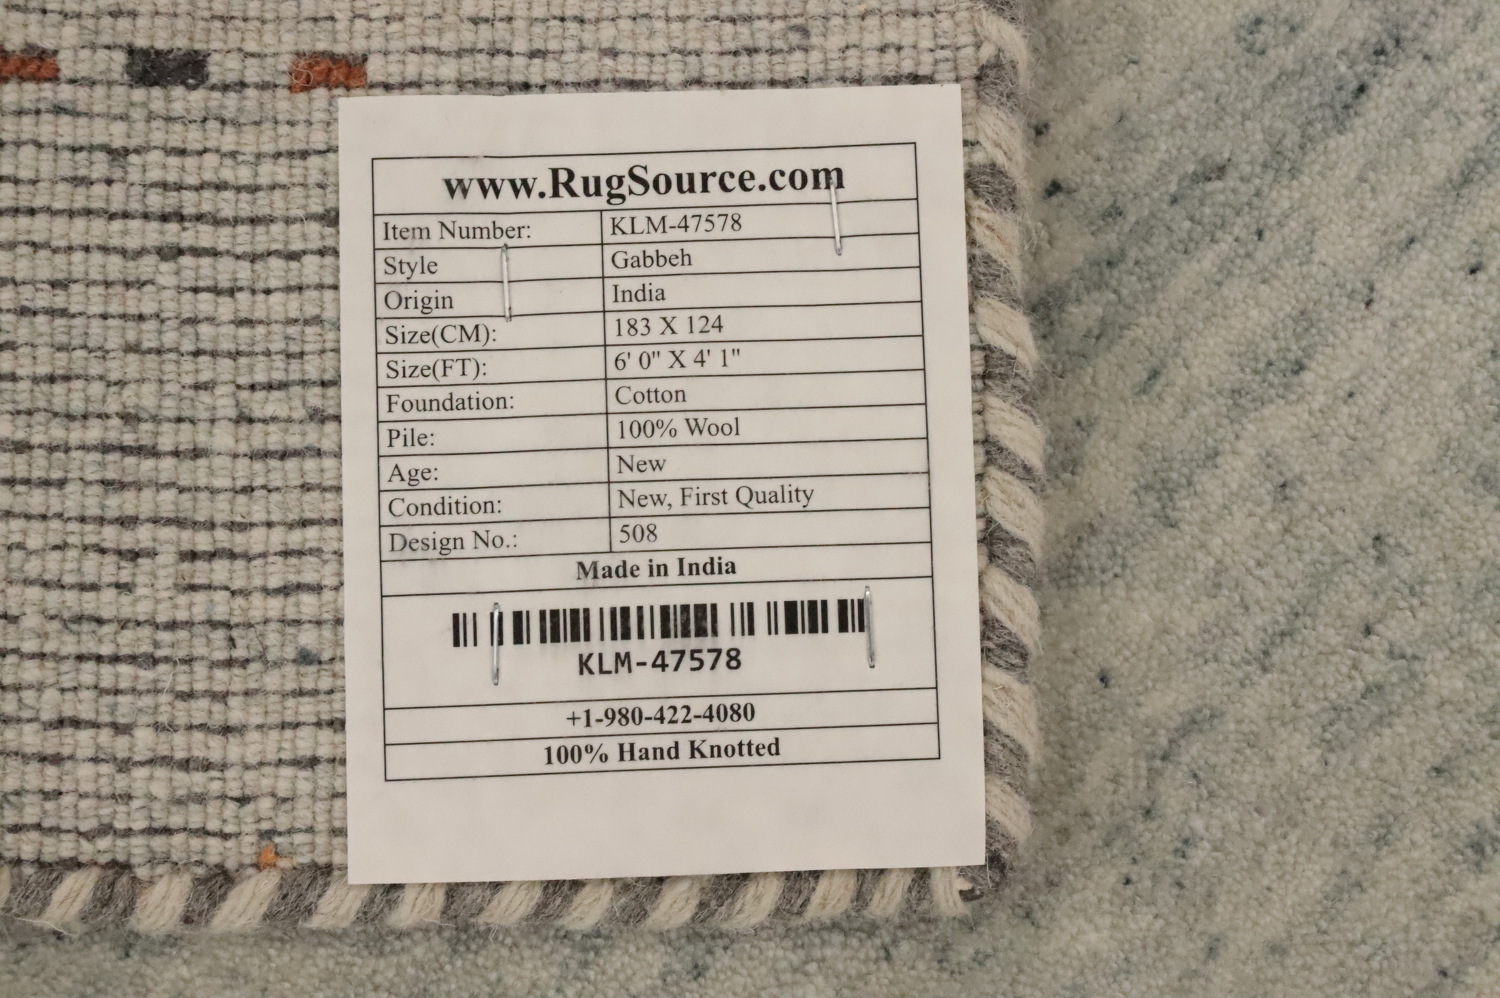 www.RugSource.com
Item Number: KLM-47578
Style Gabbeh
Origin India
Size(CM): 183 X 124
Size(FT): 6' 0" X 4' 1"
Foundation: Cotton
Pile: 100% Wool
Age: New
Condition: New, First Quality
Design No.: 508
Made in India
KLM-47578
+1-980-422-4080
100% Hand Knotted